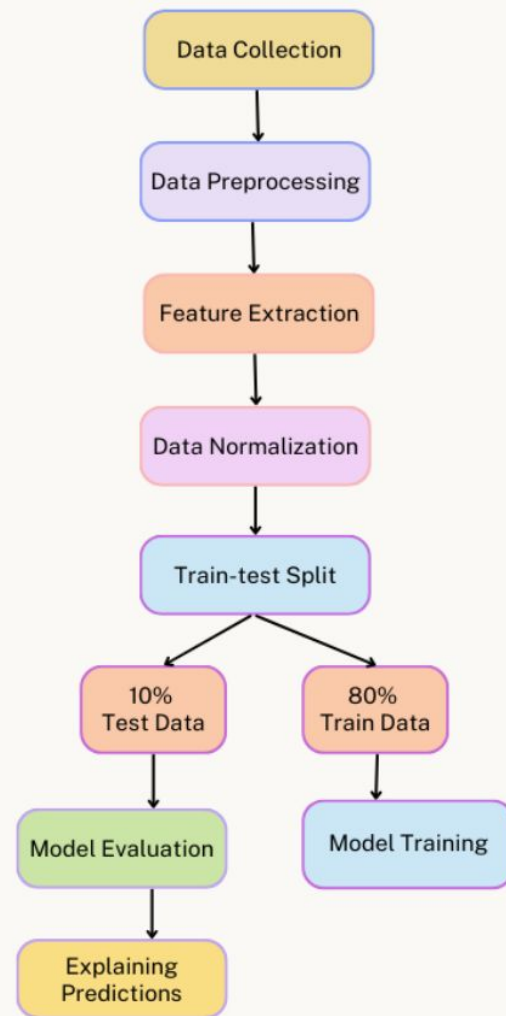 Data Collection
Data Preprocessing
Feature Extraction
Data Normalization
Train-test Split
10%
Test Data
80%
Train Data
Model Evaluation
Model Training
Explaining
Predictions